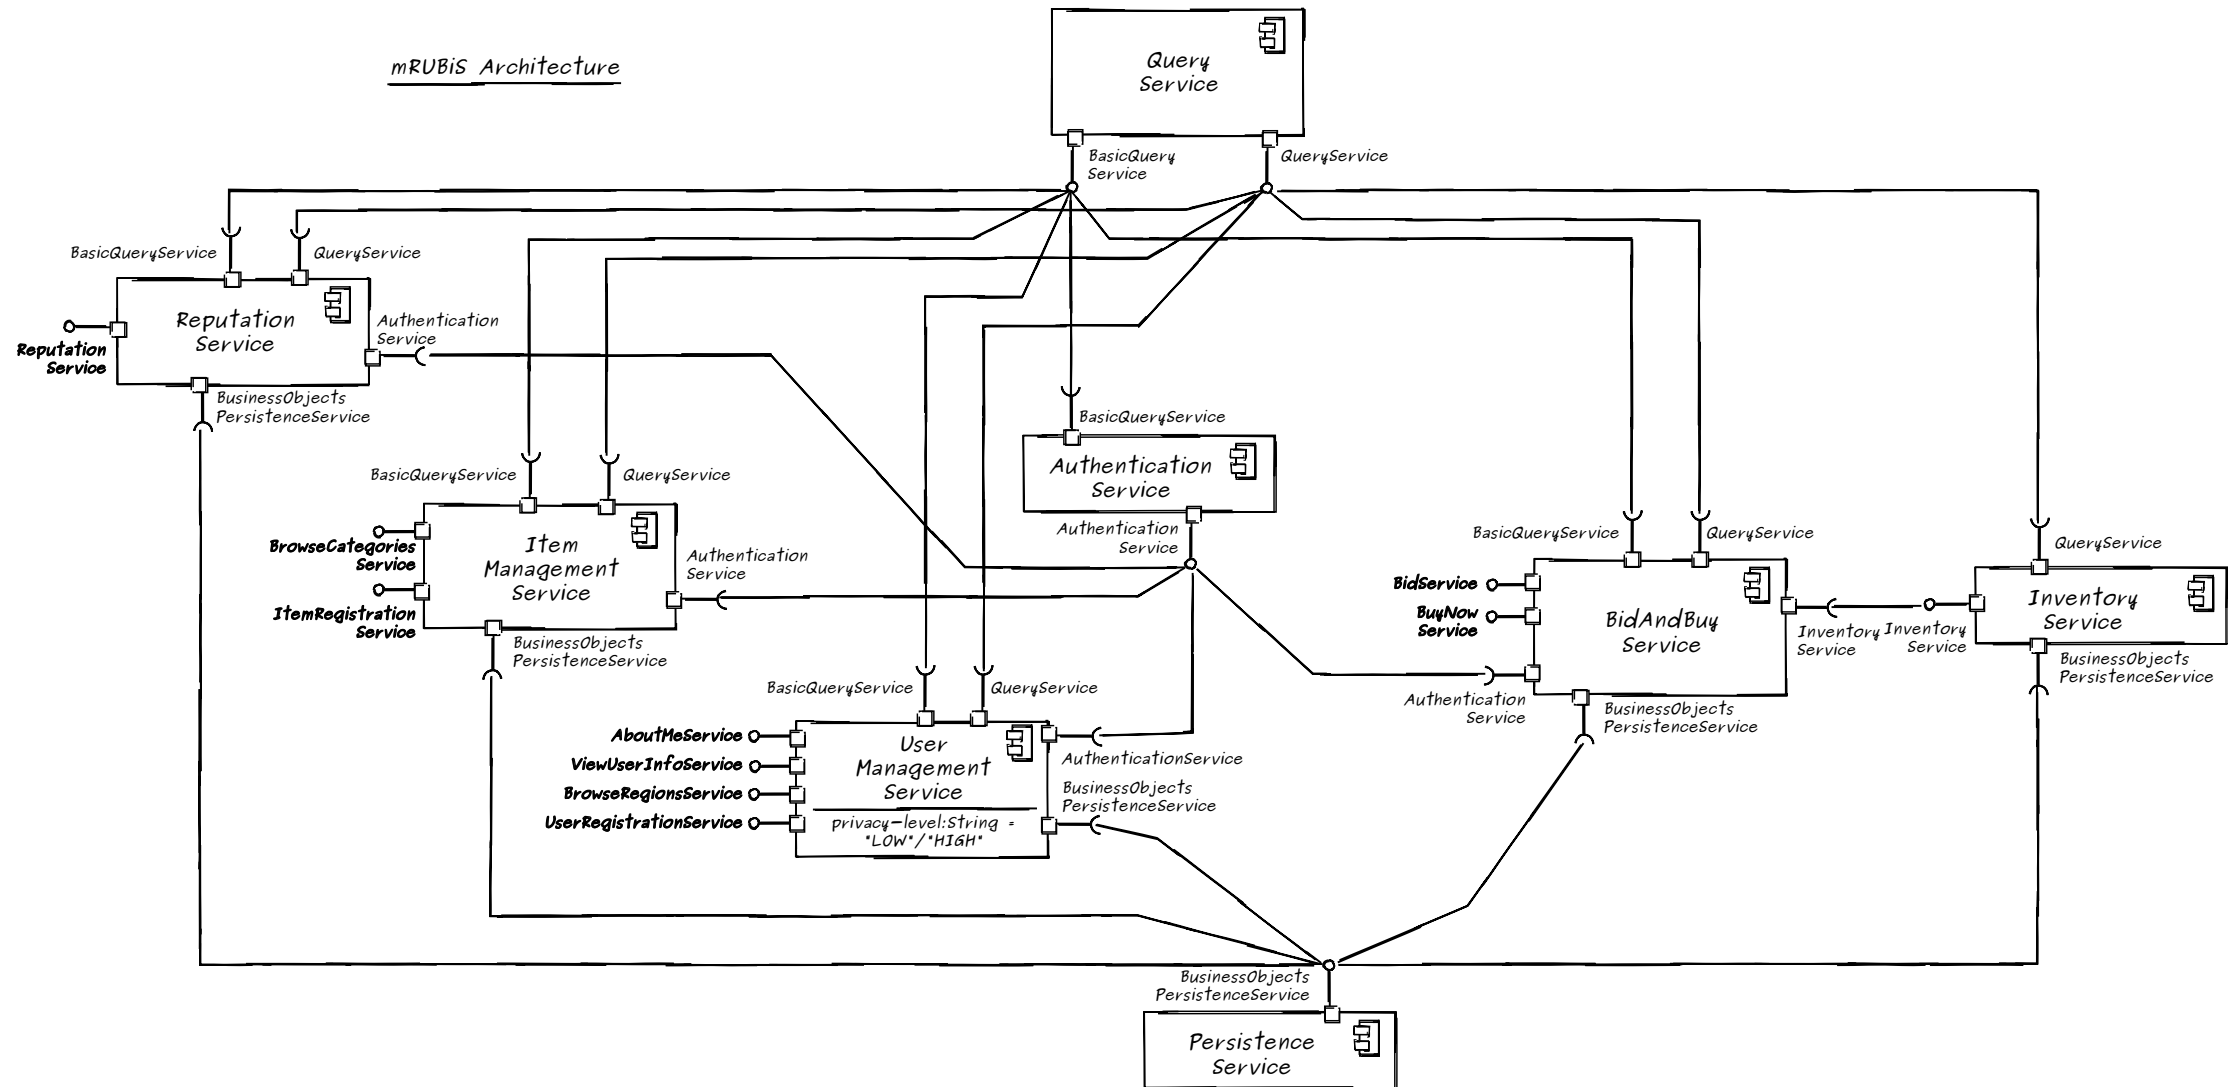 mRUBiS Architecture
Query
Service
BasicQuery
Service
QueryService
BasicQueryService
QueryService
Reputation
Service
Reputation
Service
Authentication
Service
BusinessObjects
PersistenceService
BasicQueryService
Authentication
Service
Authentication
Service
BasicQueryService
QueryService
Item
Management
Service
BrowseCategories
Service
ItemRegistration
Service
Authentication
Service
BusinessObjects
PersistenceService
BasicQueryService
QueryService
BidAndBuy
Service
BidService
BuyNow
Service
Authentication
Service
Inventory
Service
BusinessObjects
PersistenceService
QueryService
Inventory
Service
Inventory
Service
BusinessObjects
PersistenceService
BasicQueryService
QueryService
User
Management
Service
privacy-level:String =
"LOW"/"HIGH"
AboutMeService
ViewUserInfoService
BrowseRegionsService
UserRegistrationService
AuthenticationService
BusinessObjects
PersistenceService
BusinessObjects
PersistenceService
Persistence
Service